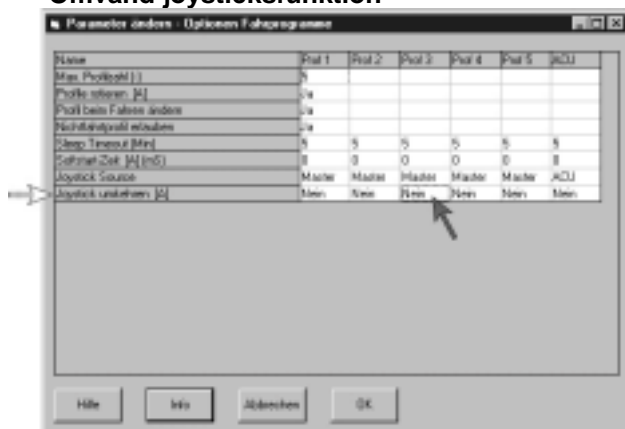 Omvänd joysticksfunktion
Parameter ändern - Optionen Fahrprogramme
Name Prof 1 Prof 2 Prof 3 Prof 4 Prof 5 ACU
Max. Profilzahl [-] 5
Profile rotieren [A] Ja
Profil beim Fahren ändern Ja
Nichtfahrtprofil erlauben Ja
Sleep Timeout [Min] 5 5 5 5 5 5
Softstart-Zeit [A] [mS] 0 0 0 0 0 0
Joystick Source Master Master Master Master Master ACU
Joystick umkehren [A] Nein Nein Nein Nein Nein Nein
Hilfe Info Abbrechen OK